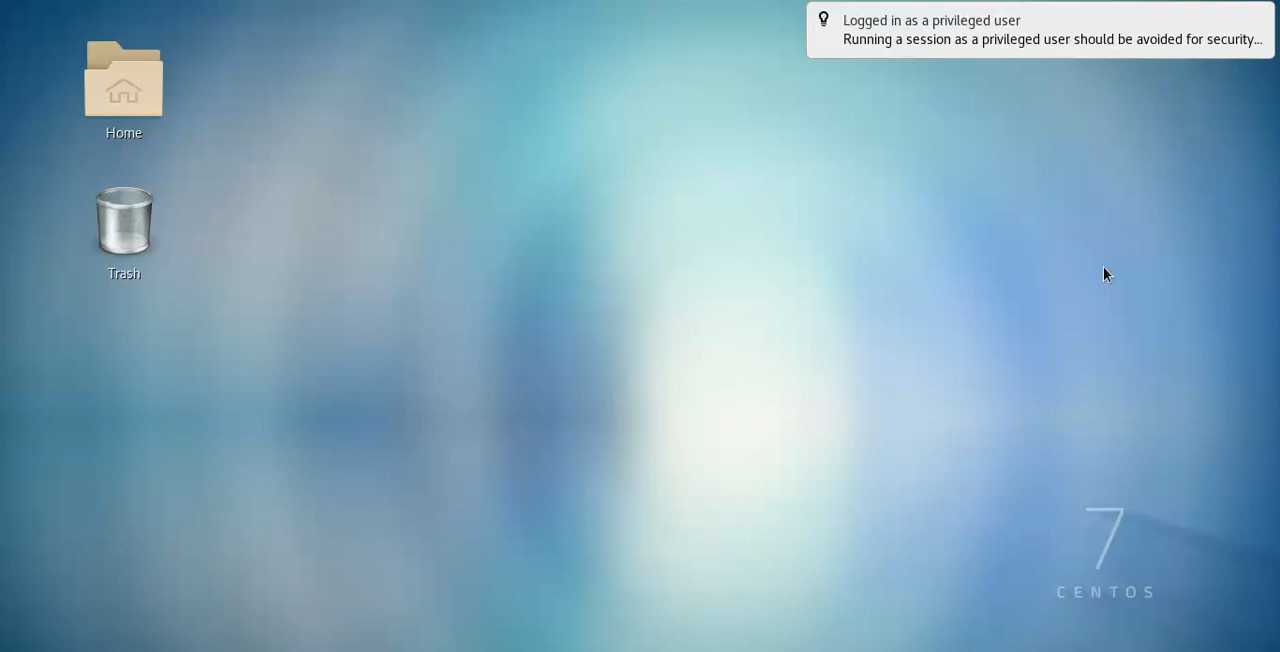 Logged in as a privileged user
Running a session as a privileged user should be avoided for security...
Home
Trash
7
CENTOS